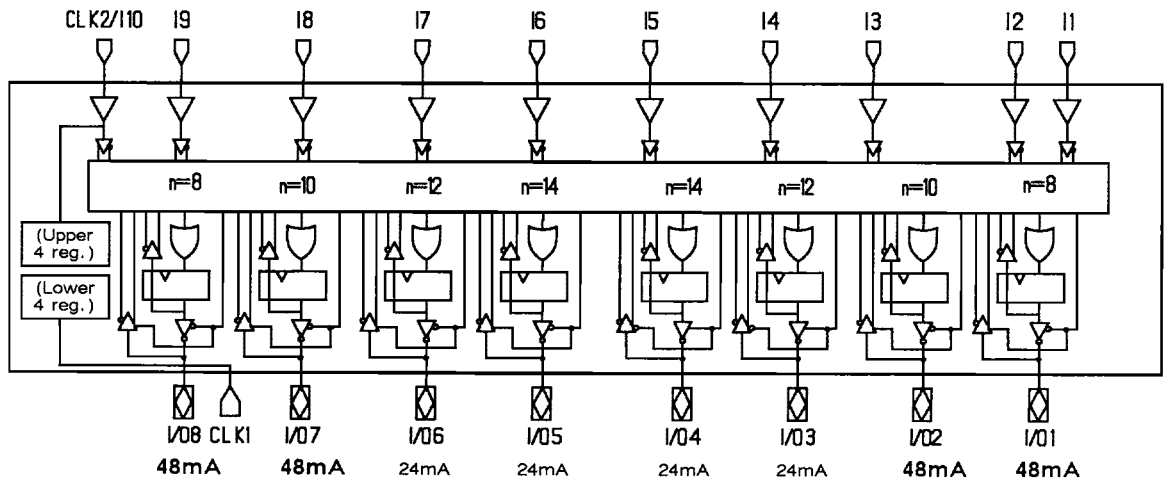 CLK2/I10 I9 I8 I7 I6 I5 I4 I3 I2 I1
n=8 n=10 n=12 n=14 n=14 n=12 n=10 n=8
(Upper
4 reg.)
(Lower
4 reg.)
I/O8 CLK1 I/O7 I/O6 I/O5 I/O4 I/O3 I/O2 I/O1
48mA 48mA 24mA 24mA 24mA 24mA 48mA 48mA